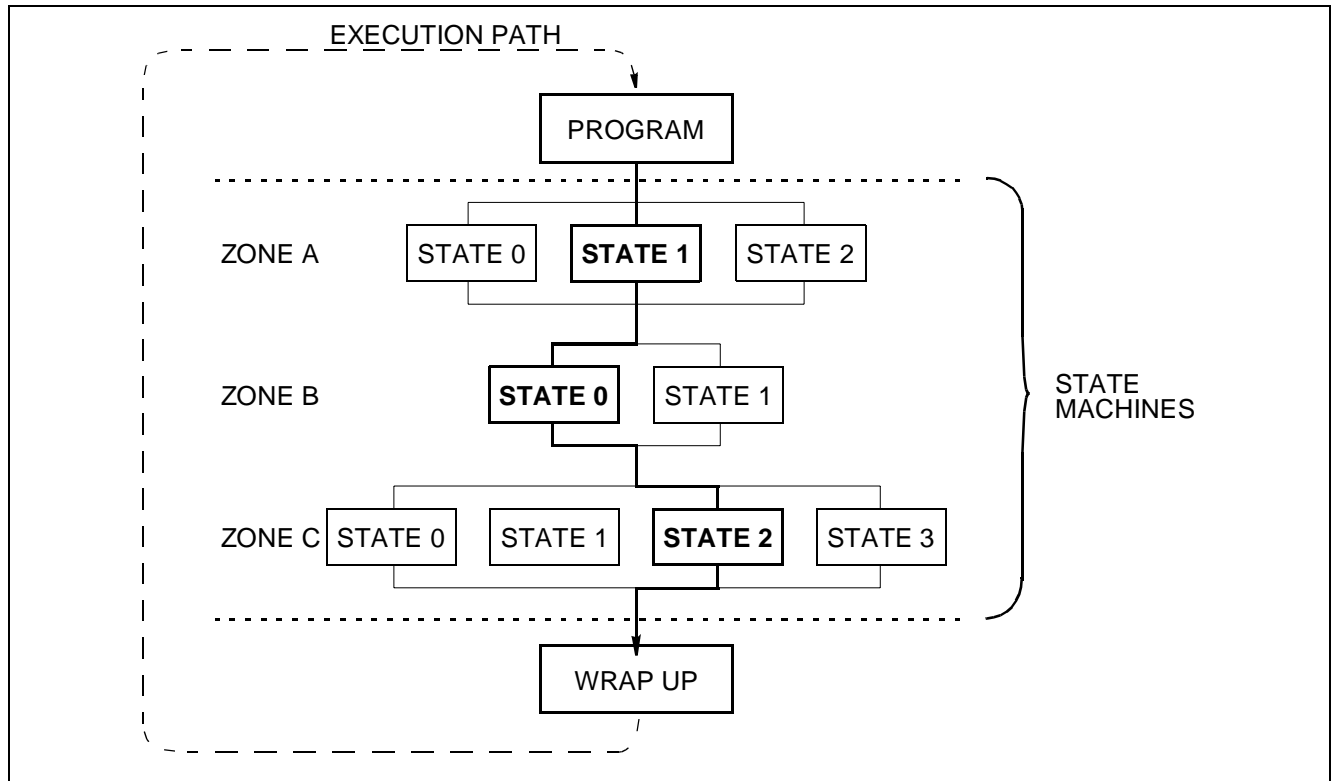 EXECUTION PATH
PROGRAM
ZONE A
STATE 0
STATE 1
STATE 2
ZONE B
STATE 0
STATE 1
STATE
MACHINES
ZONE C
STATE 0
STATE 1
STATE 2
STATE 3
WRAP UP